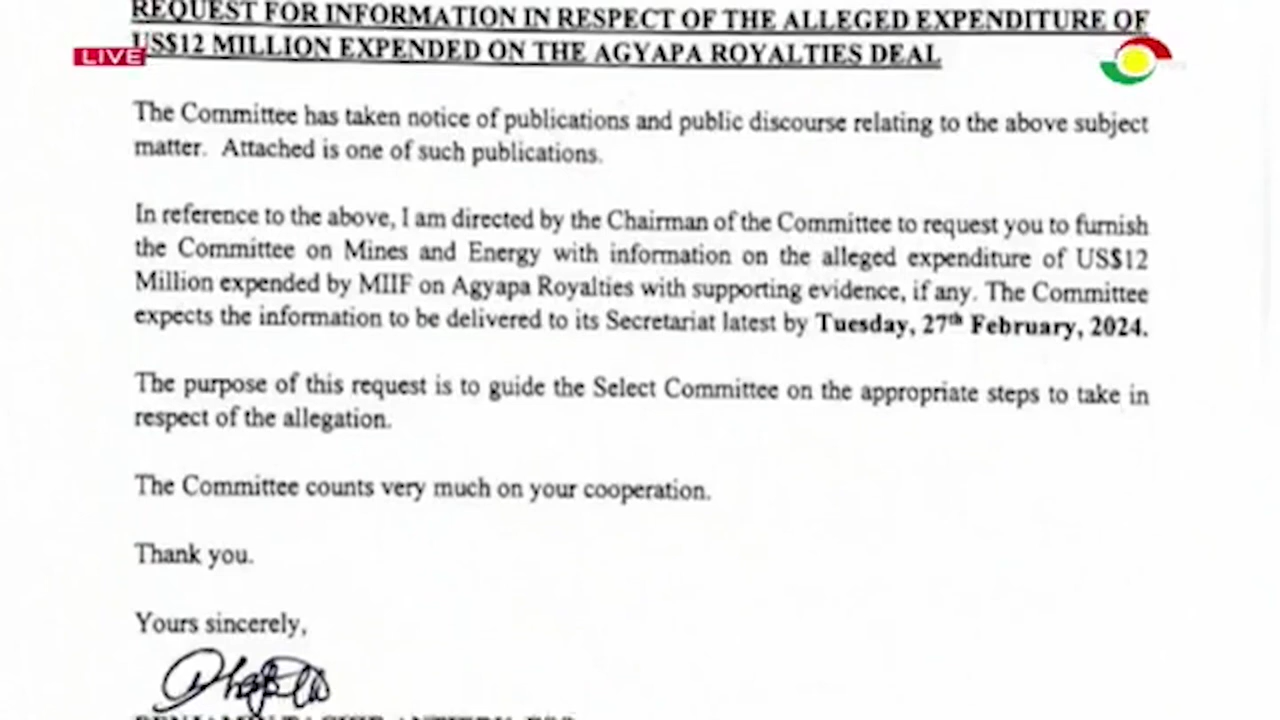 REQUEST FOR INFORMATION IN RESPECT OF THE ALLEGED EXPENDITURE OF
US$12 MILLION EXPENDED ON THE AGYAPA ROYALTIES DEAL
LIVE
The Committee has taken notice of publications and public discourse relating to the above subject
matter. Attached is one of such publications.
In reference to the above, I am directed by the Chairman of the Committee to request you to furnish
the Committee on Mines and Energy with information on the alleged expenditure of US$12
Million expended by MIIF on Agyapa Royalties with supporting evidence, if any. The Committee
expects the information to be delivered to its Secretariat latest by Tuesday, 27th February, 2024.
The purpose of this request is to guide the Select Committee on the appropriate steps to take in
respect of the allegation.
The Committee counts very much on your cooperation.
Thank you.
Yours sincerely,